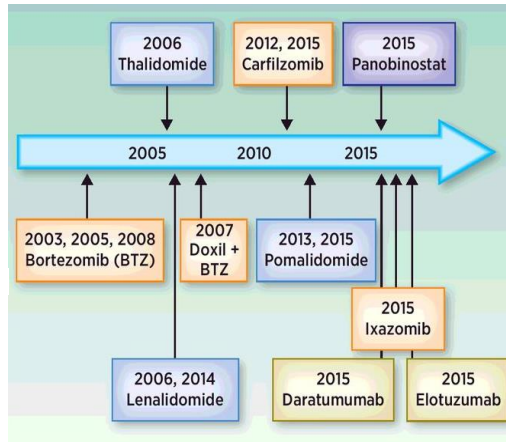 2006
Thalidomide
2012, 2015
Carfilzomib
2015
Panobinostat
2005
2010
2015
2003, 2005, 2008
Bortezomib (BTZ)
2007
Doxil +
BTZ
2013, 2015
Pomalidomide
2015
Ixazomib
2006, 2014
Lenalidomide
2015
Daratumumab
2015
Elotuzumab